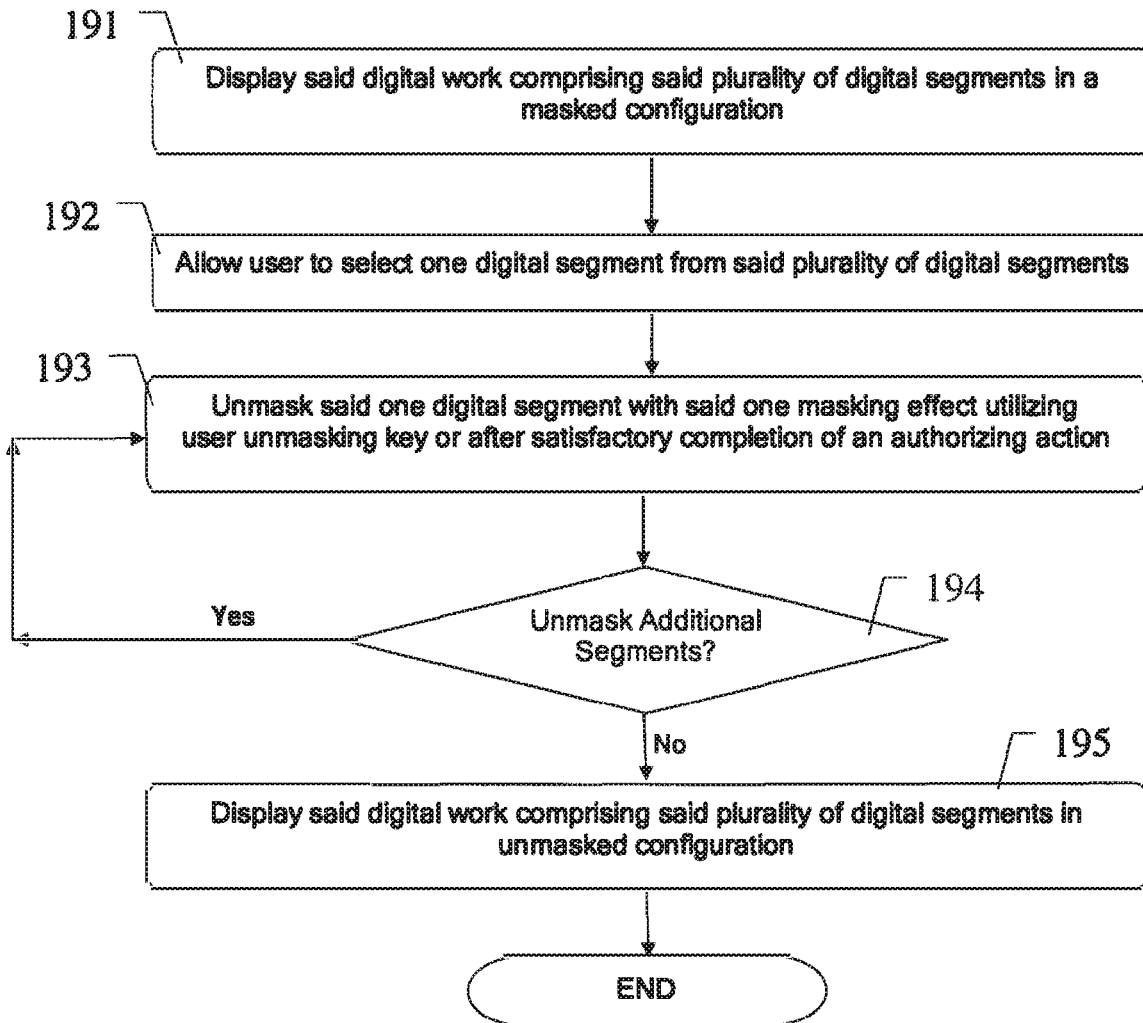 191
Display said digital work comprising said plurality of digital segments in a
masked configuration
192
Allow user to select one digital segment from said plurality of digital segments
193
Unmask said one digital segment with said one masking effect utilizing
user unmasking key or after satisfactory completion of an authorizing action
194
Yes
Unmask Additional
Segments?
No
195
Display said digital work comprising said plurality of digital segments in
unmasked configuration
END